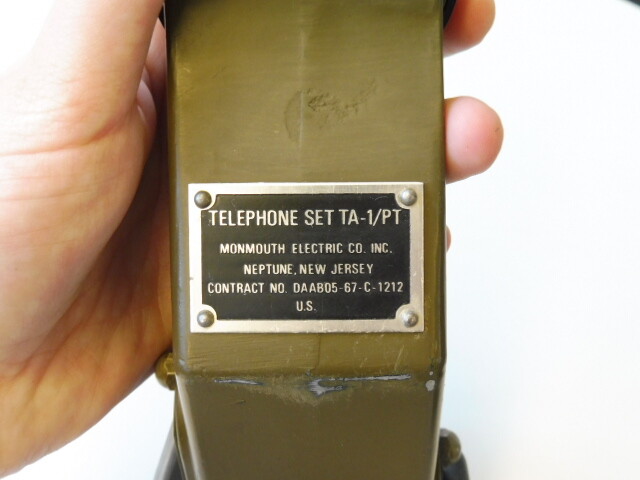 TELEPHONE SET TA-1/PT
MONMOUTH ELECTRIC CO. INC.
NEPTUNE, NEW JERSEY
CONTRACT NO. DAAB05-67-C-1212
U.S.